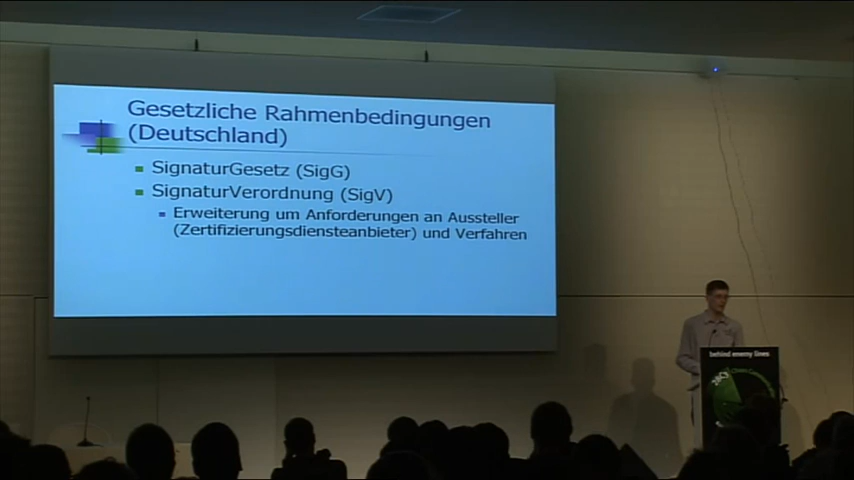 Gesetzliche Rahmenbedingungen
(Deutschland)
SignaturGesetz (SigG)
SignaturVerordnung (SigV)
Erweiterung um Anforderungen an Aussteller
(Zertifizierungsdiensteanbieter) und Verfahren
behind enemy lines